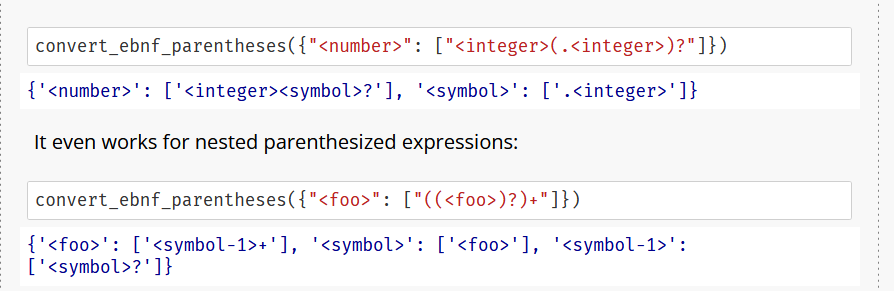 convert_ebnf_parentheses({"<number>": ["<integer>(.<integer>)?"]})
{'<number>': ['<integer><symbol>?'], '<symbol>': ['.<integer>']}
It even works for nested parenthesized expressions:
convert_ebnf_parentheses({"<foo>": ["((<foo>)?)+"]})
{'<foo>': ['<symbol-1>+'], '<symbol>': ['<foo>'], '<symbol-1>':
['<symbol>?']}